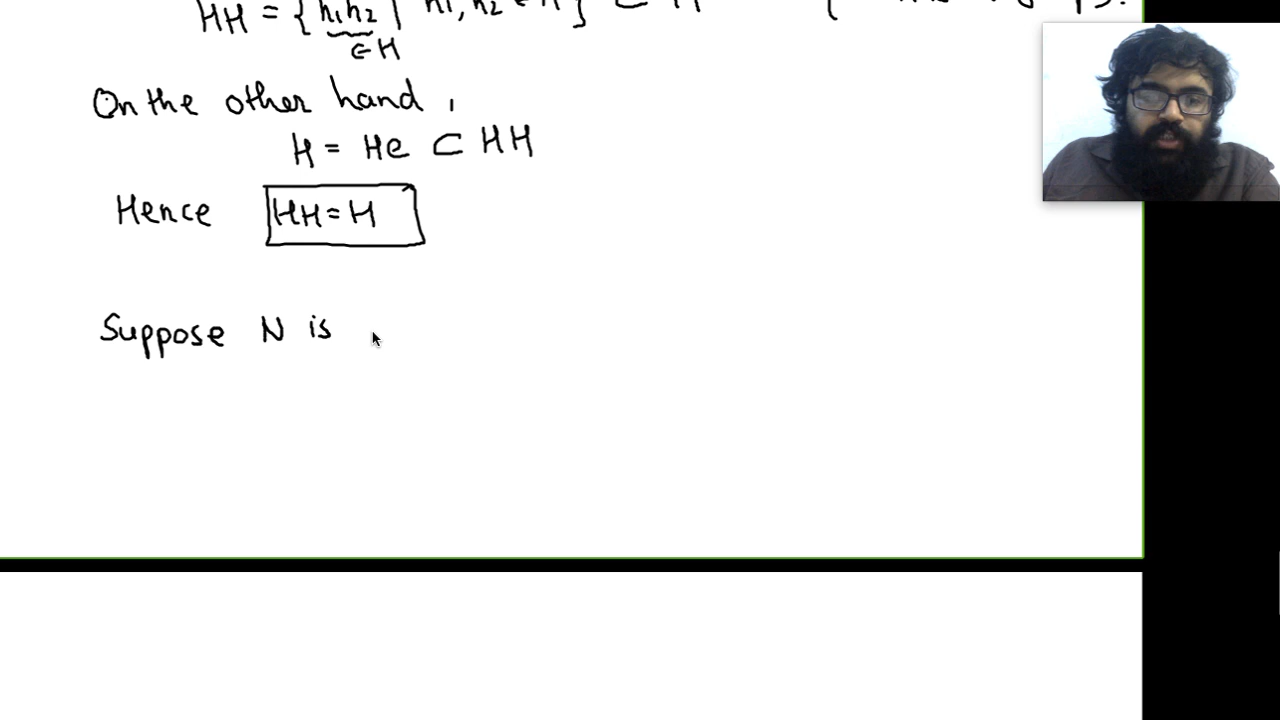 HH = { h₁h₂ | h₁, h₂ ∈ H } ⊂ H
∈ H
On the other hand,
H = He ⊂ HH
Hence HH = H
Suppose N is